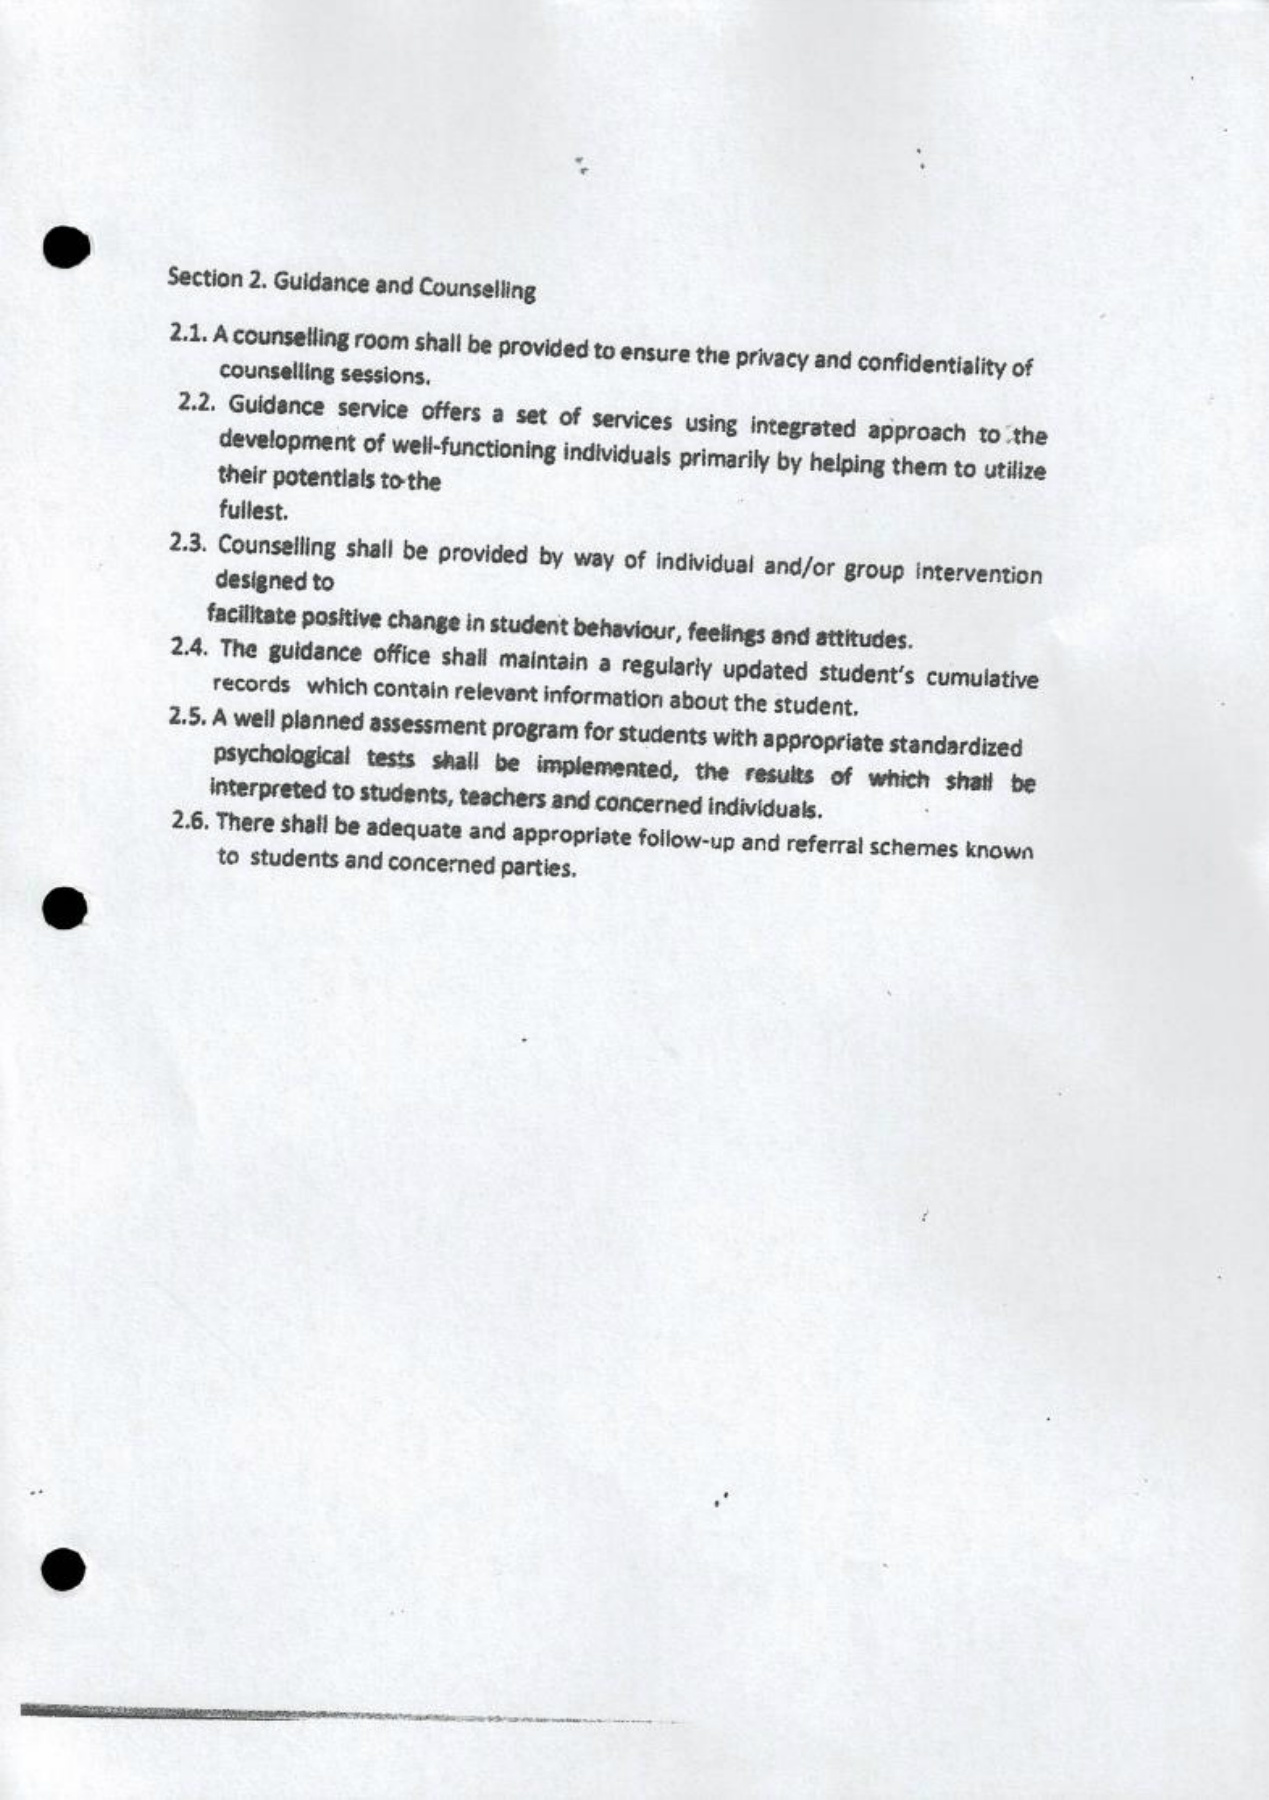 Section 2. Guidance and Counselling
2.1. A counselling room shall be provided to ensure the privacy and confidentiality of
counselling sessions.
2.2. Guidance service offers a set of services using integrated approach to the
development of well-functioning individuals primarily by helping them to utilize
their potentials to the
fullest.
2.3. Counselling shall be provided by way of individual and/or group intervention
designed to
facilitate positive change in student behaviour, feelings and attitudes.
2.4. The guidance office shall maintain a regularly updated student's cumulative
records which contain relevant information about the student.
2.5. A well planned assessment program for students with appropriate standardized
psychological tests shall be implemented, the results of which shall be
interpreted to students, teachers and concerned individuals.
2.6. There shall be adequate and appropriate follow-up and referral schemes known
to students and concerned parties.